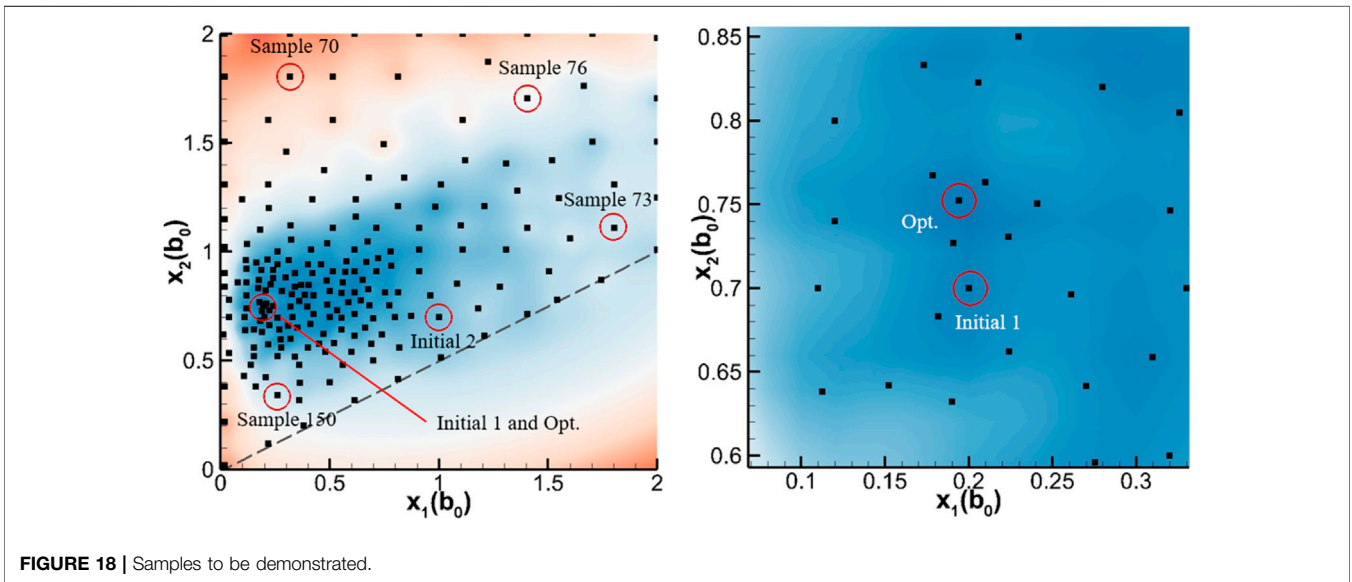 2
1.5
1
0.5
0
x₂(b₀)
Sample 70
Sample 76
Sample 73
Initial 2
Sample 150
Initial 1 and Opt.
0
0.5
1
1.5
2
x₁(b₀)
0.85
0.8
0.75
0.7
0.65
0.6
x₂(b₀)
Opt.
Initial 1
0.1
0.15
0.2
0.25
0.3
x₁(b₀)
FIGURE 18 | Samples to be demonstrated.